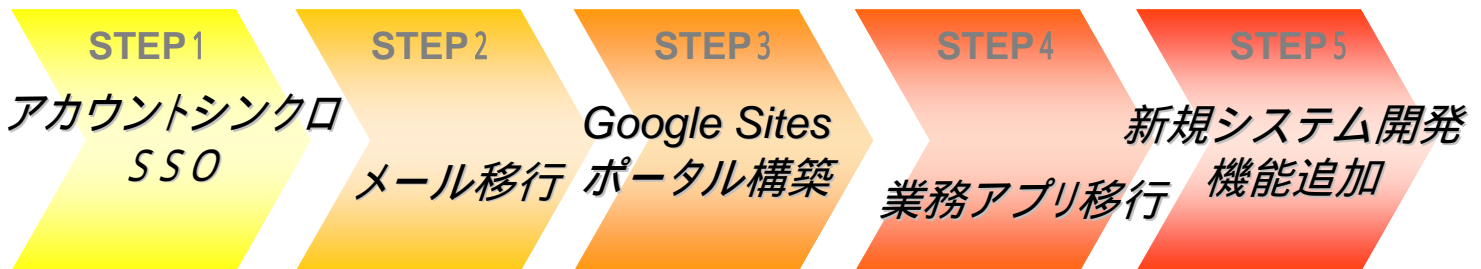 STEP1
アカウントシンクロ
SSO
STEP2
メール移行
STEP3
Google Sites
ポータル構築
STEP4
業務アプリ移行
STEP5
新規システム開発
機能追加